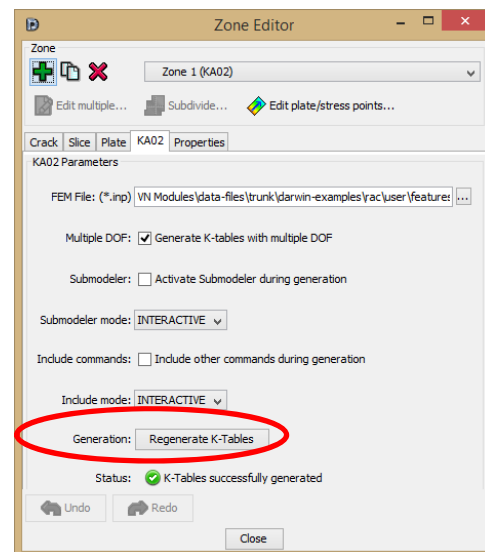 Zone Editor
Zone
Zone 1 (KA02)
Edit multiple... Subdivide... Edit plate/stress points...
Crack Slice Plate KA02 Properties
KA02 Parameters
FEM File: (*.inp) VN Modules\data-files\trunk\darwin-examples\rac\user\features ...
Multiple DOF: Generate K-tables with multiple DOF
Submodeler: Activate Submodeler during generation
Submodeler mode: INTERACTIVE
Include commands: Include other commands during generation
Include mode: INTERACTIVE
Generation: Regenerate K-Tables
Status: K-Tables successfully generated
Undo Redo
Close